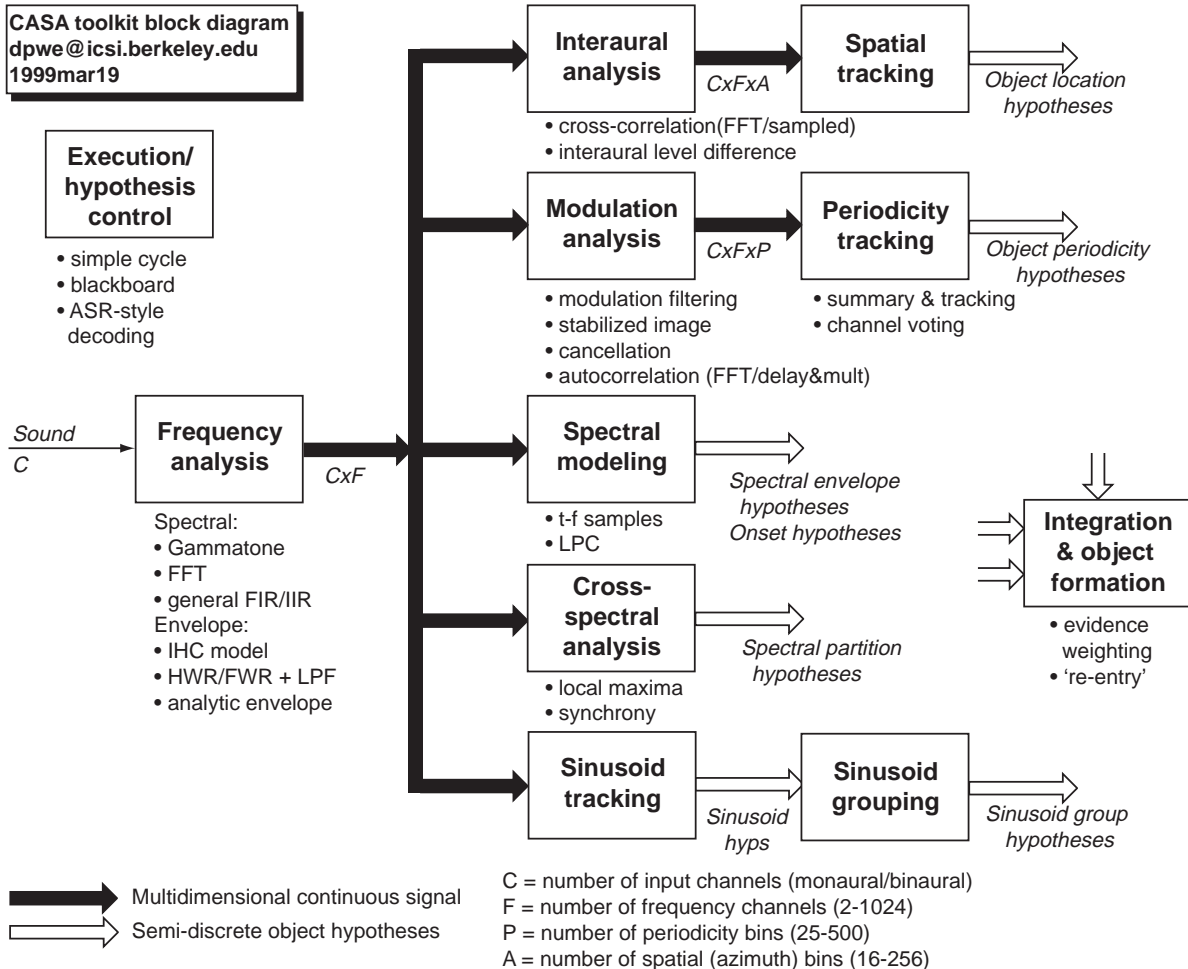 CASA toolkit block diagram
dpwe@icsi.berkeley.edu
1999mar19
Execution/
hypothesis
control
• simple cycle
• blackboard
• ASR-style
decoding
Sound
C
Frequency
analysis
CxF
Spectral:
• Gammatone
• FFT
• general FIR/IIR
Envelope:
• IHC model
• HWR/FWR + LPF
• analytic envelope
Interaural
analysis
CxFxA
• cross-correlation(FFT/sampled)
• interaural level difference
Spatial
tracking
Object location
hypotheses
Modulation
analysis
CxFxP
• modulation filtering
• stabilized image
• cancellation
• autocorrelation (FFT/delay&mult)
Periodicity
tracking
• summary & tracking
• channel voting
Object periodicity
hypotheses
Spectral
modeling
• t-f samples
• LPC
Spectral envelope
hypotheses
Onset hypotheses
Cross-
spectral
analysis
• local maxima
• synchrony
Spectral partition
hypotheses
Sinusoid
tracking
Sinusoid
hyps
Sinusoid
grouping
Sinusoid group
hypotheses
Integration
& object
formation
• evidence
weighting
• ‘re-entry’
Multidimensional continuous signal
Semi-discrete object hypotheses
C = number of input channels (monaural/binaural)
F = number of frequency channels (2-1024)
P = number of periodicity bins (25-500)
A = number of spatial (azimuth) bins (16-256)